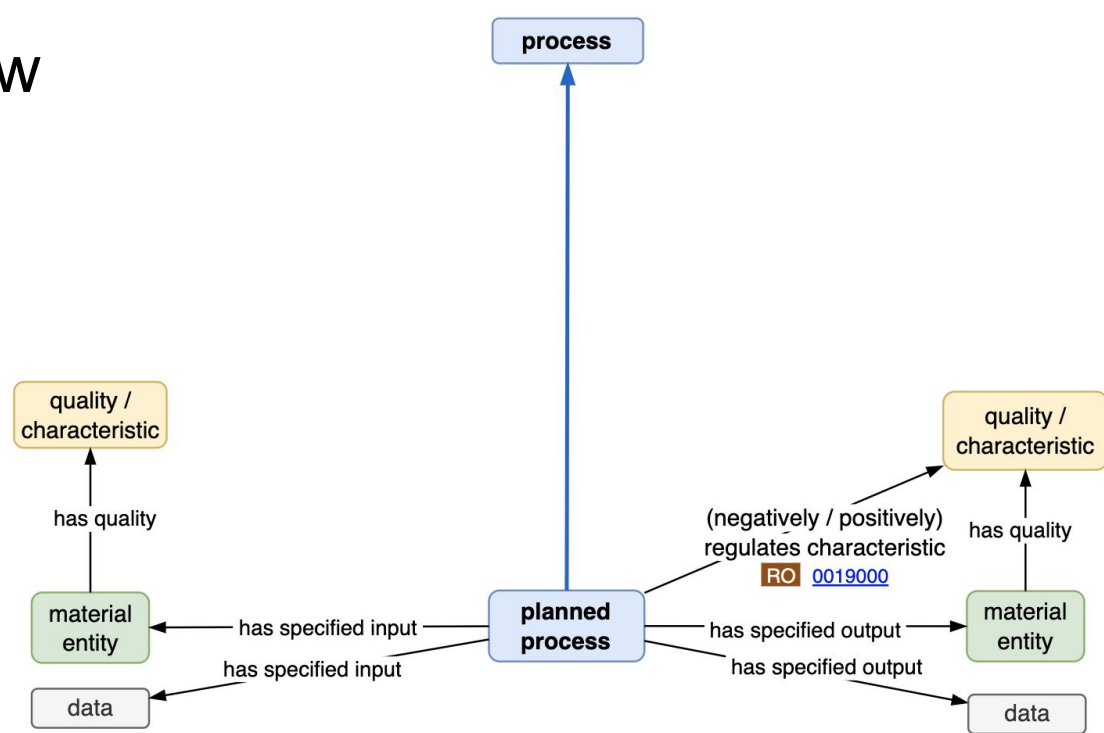 w
process
quality /
characteristic
quality /
characteristic
has quality
(negatively / positively)
regulates characteristic
RO 0019000
has quality
material
entity
has specified input
planned
process
has specified output
material
entity
has specified input
has specified output
data
data